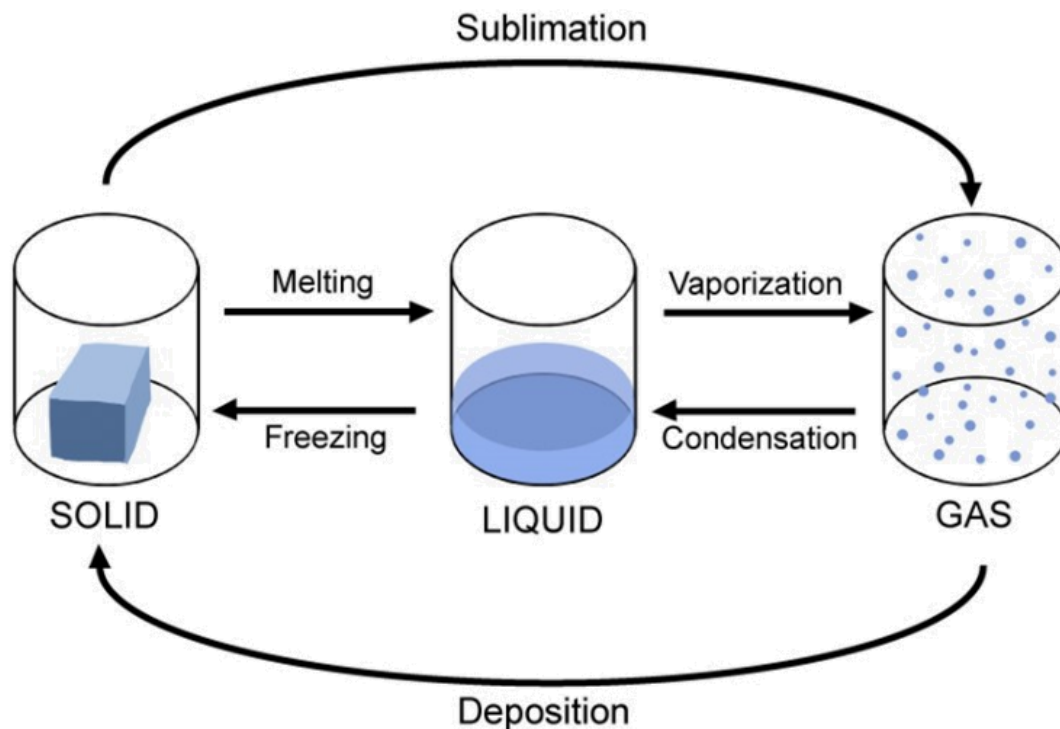 Sublimation
Melting
Vaporization
Freezing
Condensation
SOLID
LIQUID
GAS
Deposition